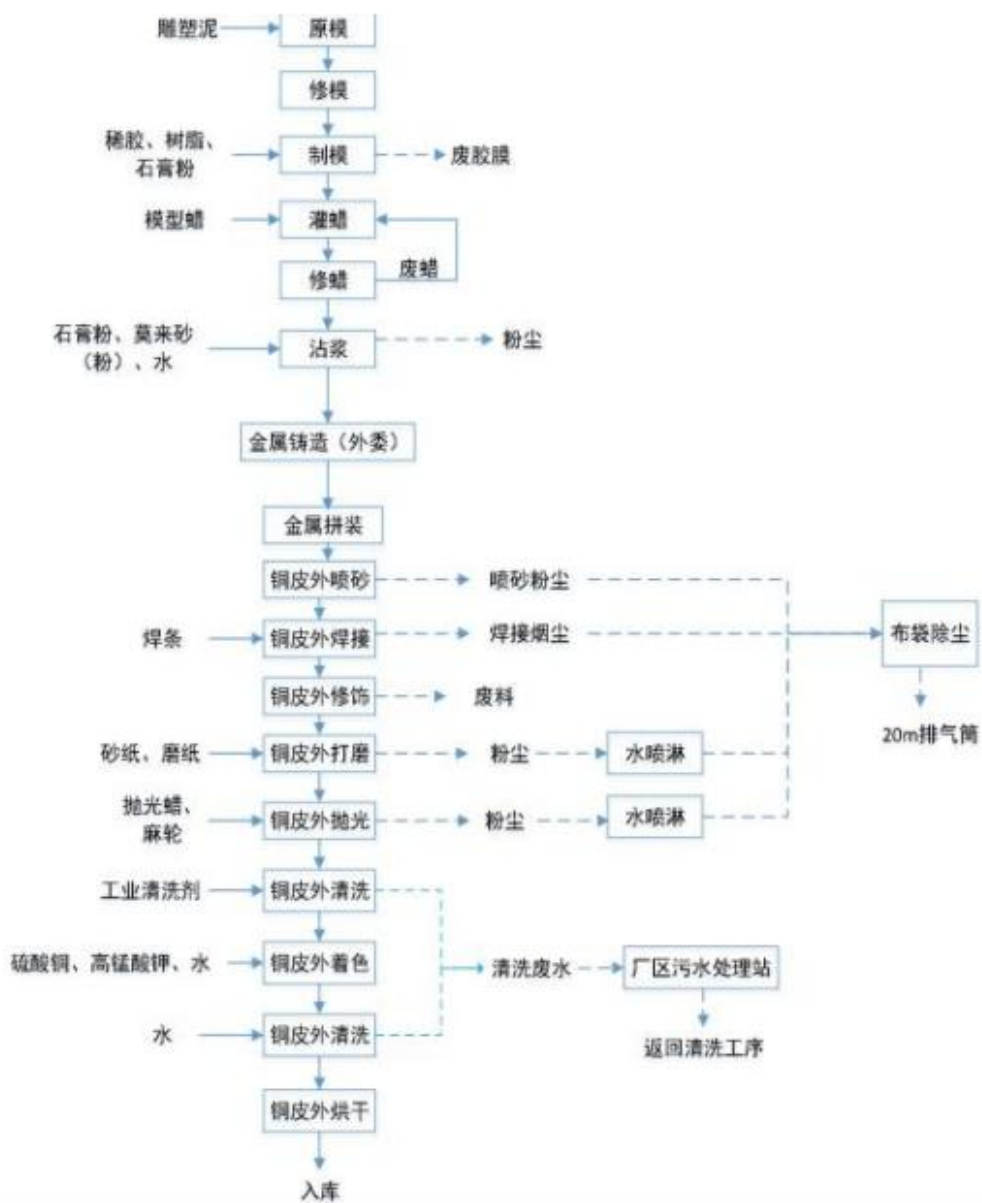 雕塑泥
原模
修模
稀胶、树脂、
石膏粉
制模
废胶膜
模型蜡
灌蜡
废蜡
修蜡
石膏粉、莫来砂
（粉）、水
沾浆
粉尘
金属铸造（外委）
金属拼装
铜皮外喷砂
喷砂粉尘
焊条
铜皮外焊接
焊接烟尘
布袋除尘
铜皮外修饰
废料
20m排气筒
砂纸、磨纸
铜皮外打磨
粉尘
水喷淋
抛光蜡、
麻轮
铜皮外抛光
粉尘
水喷淋
工业清洗剂
铜皮外清洗
硫酸铜、高锰酸钾、水
铜皮外着色
清洗废水
厂区污水处理站
水
铜皮外清洗
返回清洗工序
铜皮外烘干
入库